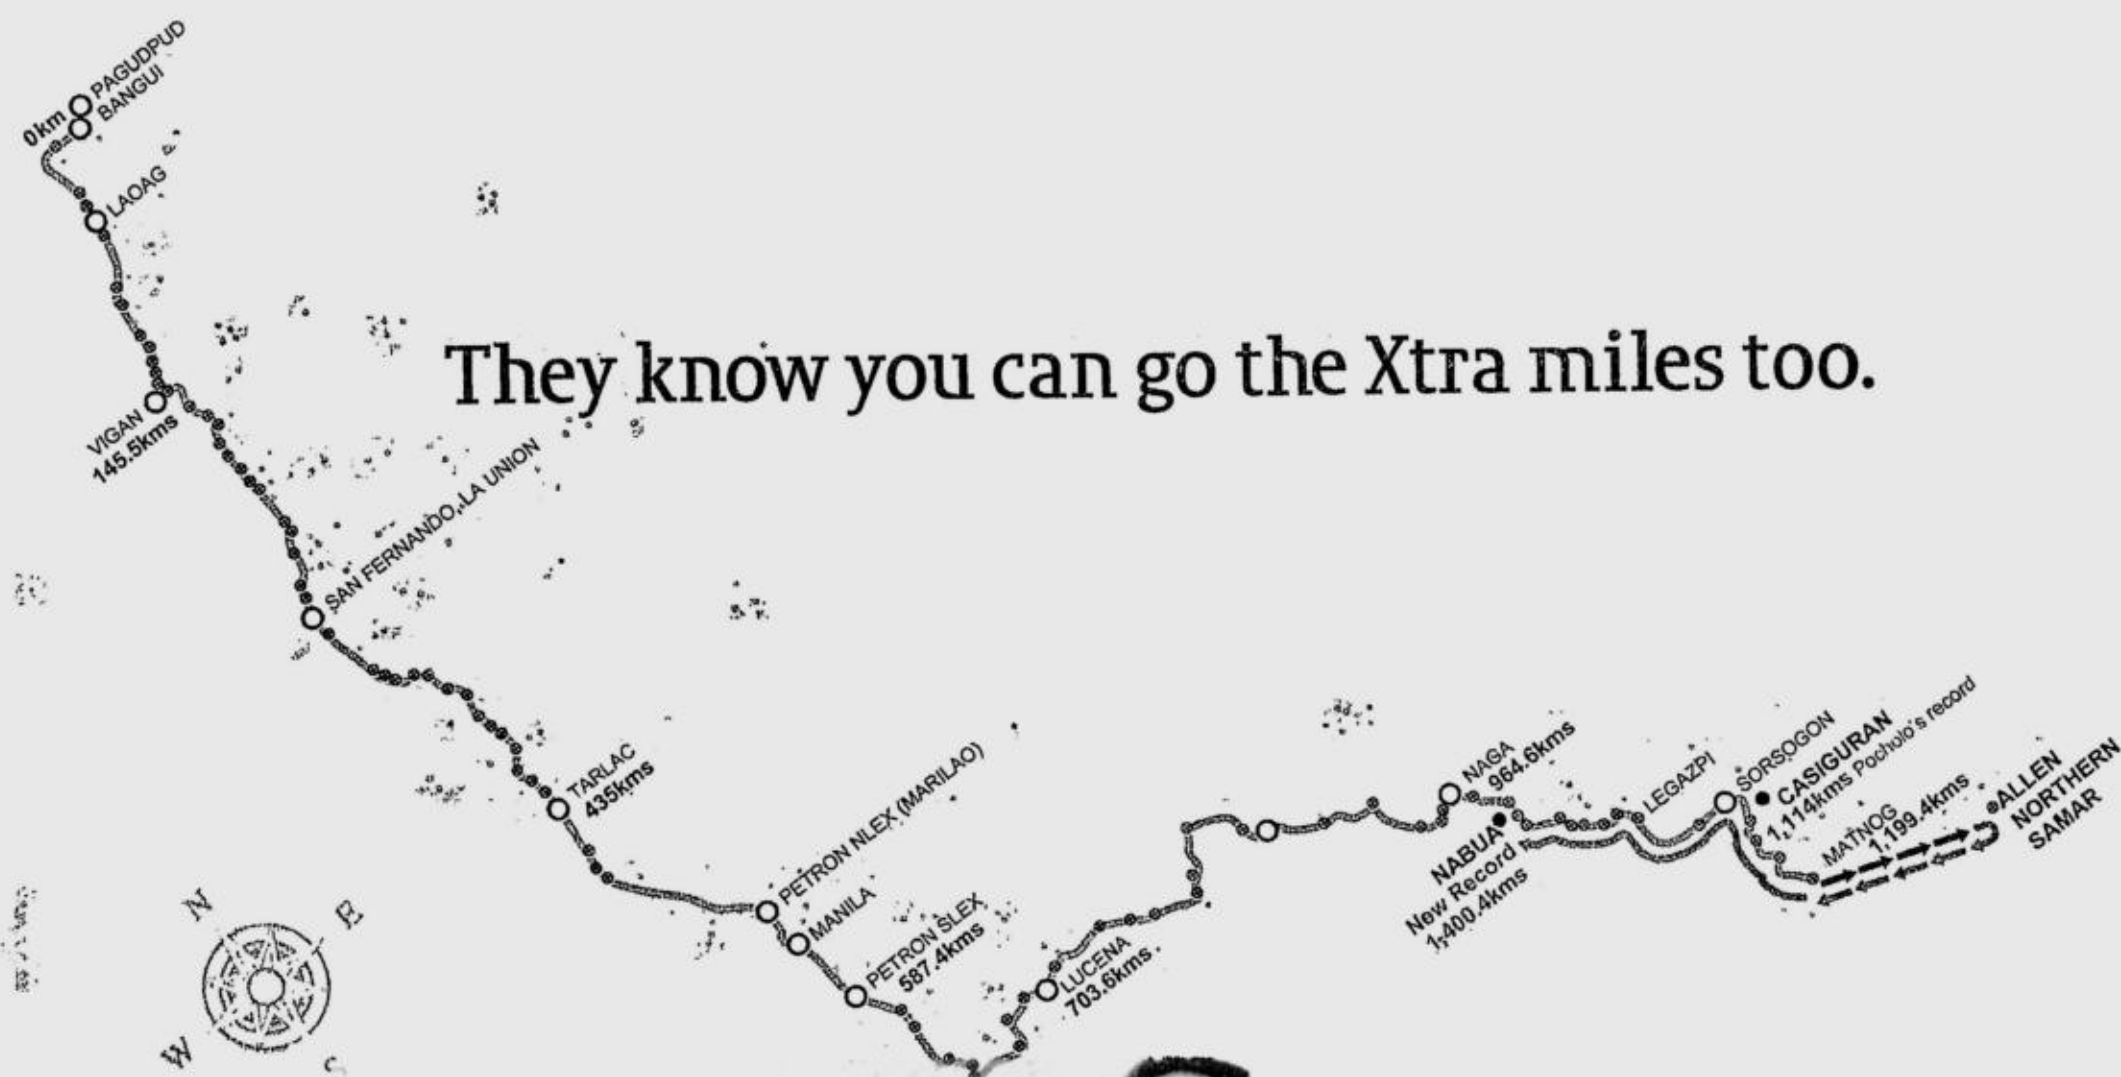 PAGUDPUD
0km
BANGUI
LAOAG
They know you can go the Xtra miles too.
VIGAN
145.5kms
SAN FERNANDO, LA UNION
TARLAC
435kms
PETRON NLEX (MARILAO)
MANILA
PETRON SLEX
587.4kms
LUCENA
703.6kms
NAGA
964.6kms
NABUA
New Record
1,400.4kms
LEGAZPI
SORSOGON
CASIGURAN
1,114kms Pocholo's record
MATNOG
1,199.4kms
ALLEN
NORTHERN
SAMAR
N
E
W
S